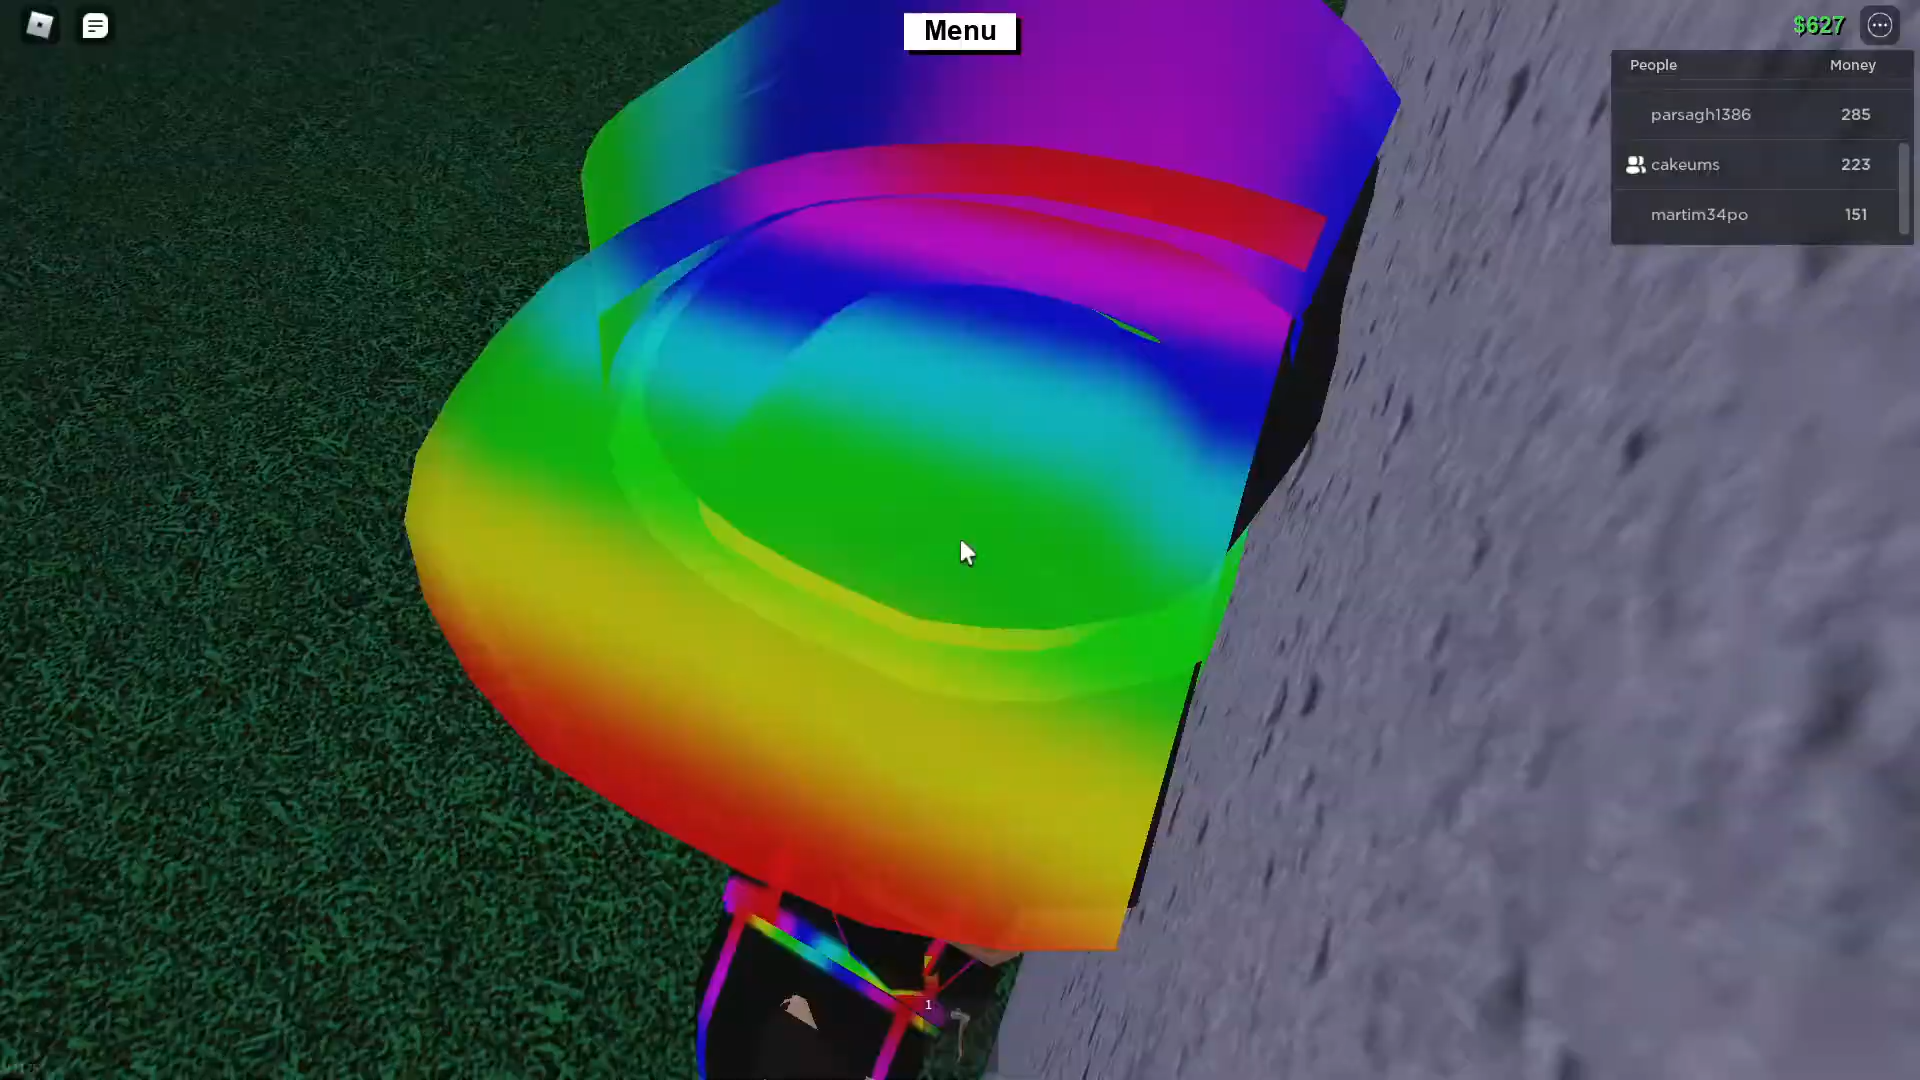 Menu
$627
People Money
parsagh1386 285
cakeums 223
martim34po 151
1